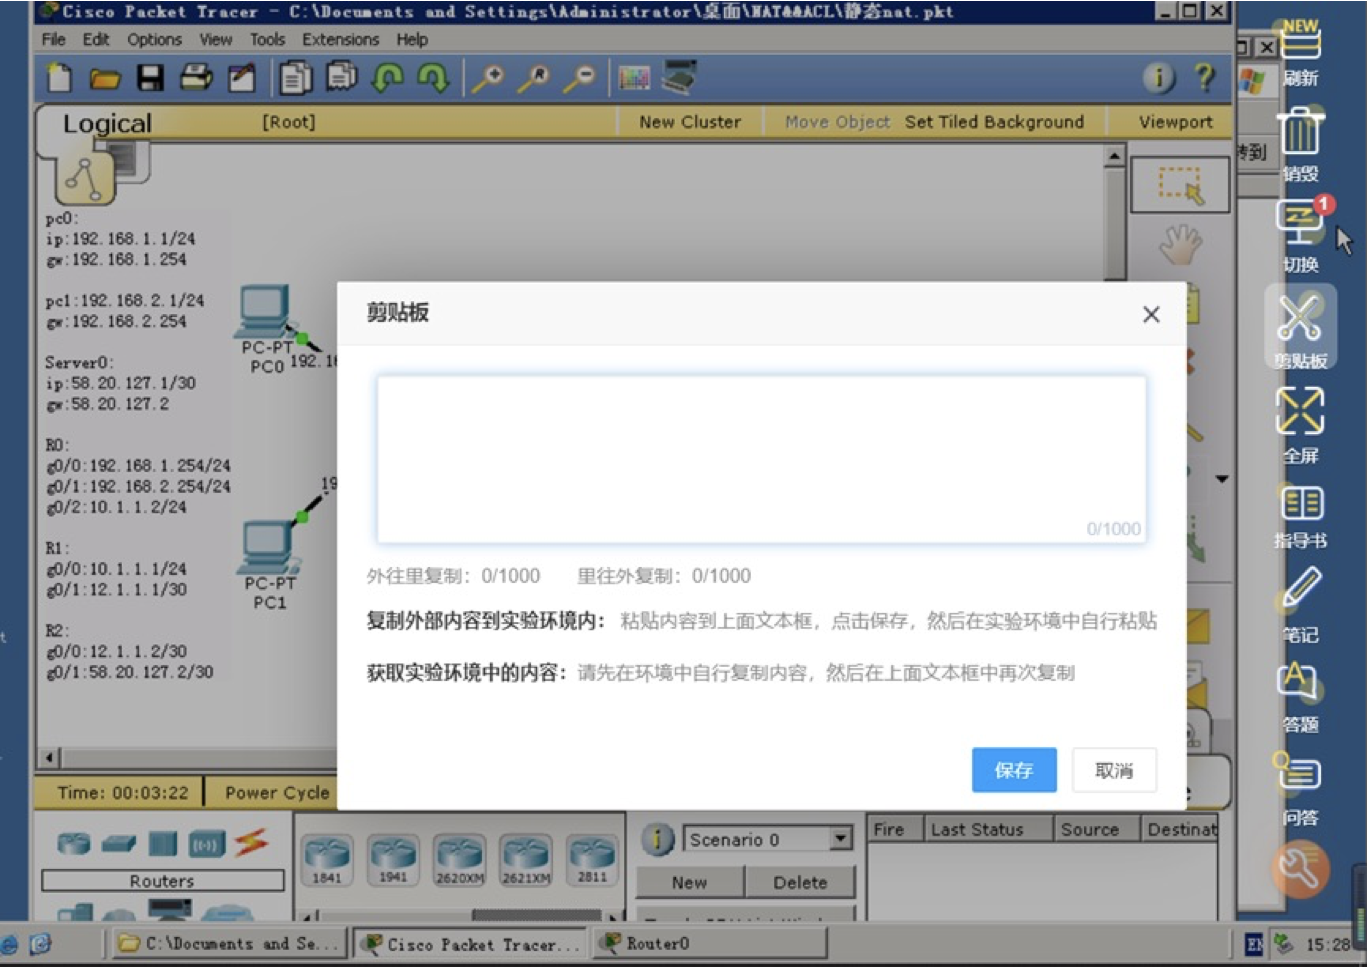 Cisco Packet Tracer - C:\Documents and Settings\Administrator\桌面\NAT&&ACL\静态nat.pkt
File Edit Options View Tools Extensions Help
Logical
[Root]
New Cluster
Move Object
Set Tiled Background
Viewport
pc0:
ip:192.168.1.1/24
gw:192.168.1.254
pc1:192.168.2.1/24
gw:192.168.2.254
Server0:
ip:58.20.127.1/30
gw:58.20.127.2
R0:
g0/0:192.168.1.254/24
g0/1:192.168.2.254/24
g0/2:10.1.1.2/24
R1:
g0/0:10.1.1.1/24
g0/1:12.1.1.1/30
R2:
g0/0:12.1.1.2/30
g0/1:58.20.127.2/30
PC-PT
PC0
192.16
19
PC-PT
PC1
剪贴板
0/1000
外往里复制：0/1000 里往外复制：0/1000
复制外部内容到实验环境内： 粘贴内容到上面文本框，点击保存，然后在实验环境中自行粘贴
获取实验环境中的内容：请先在环境中自行复制内容，然后在上面文本框中再次复制
保存
取消
NEW
刷新
转到
销毁
1
切换
剪贴板
全屏
指导书
笔记
答题
问答
Time: 00:03:22
Power Cycle
Routers
1841
1941
2620XM
2621XM
2811
Scenario 0
New
Delete
Fire
Last Status
Source
Destinat
C:\Documents and Se...
Cisco Packet Tracer...
Router0
EN
15:28